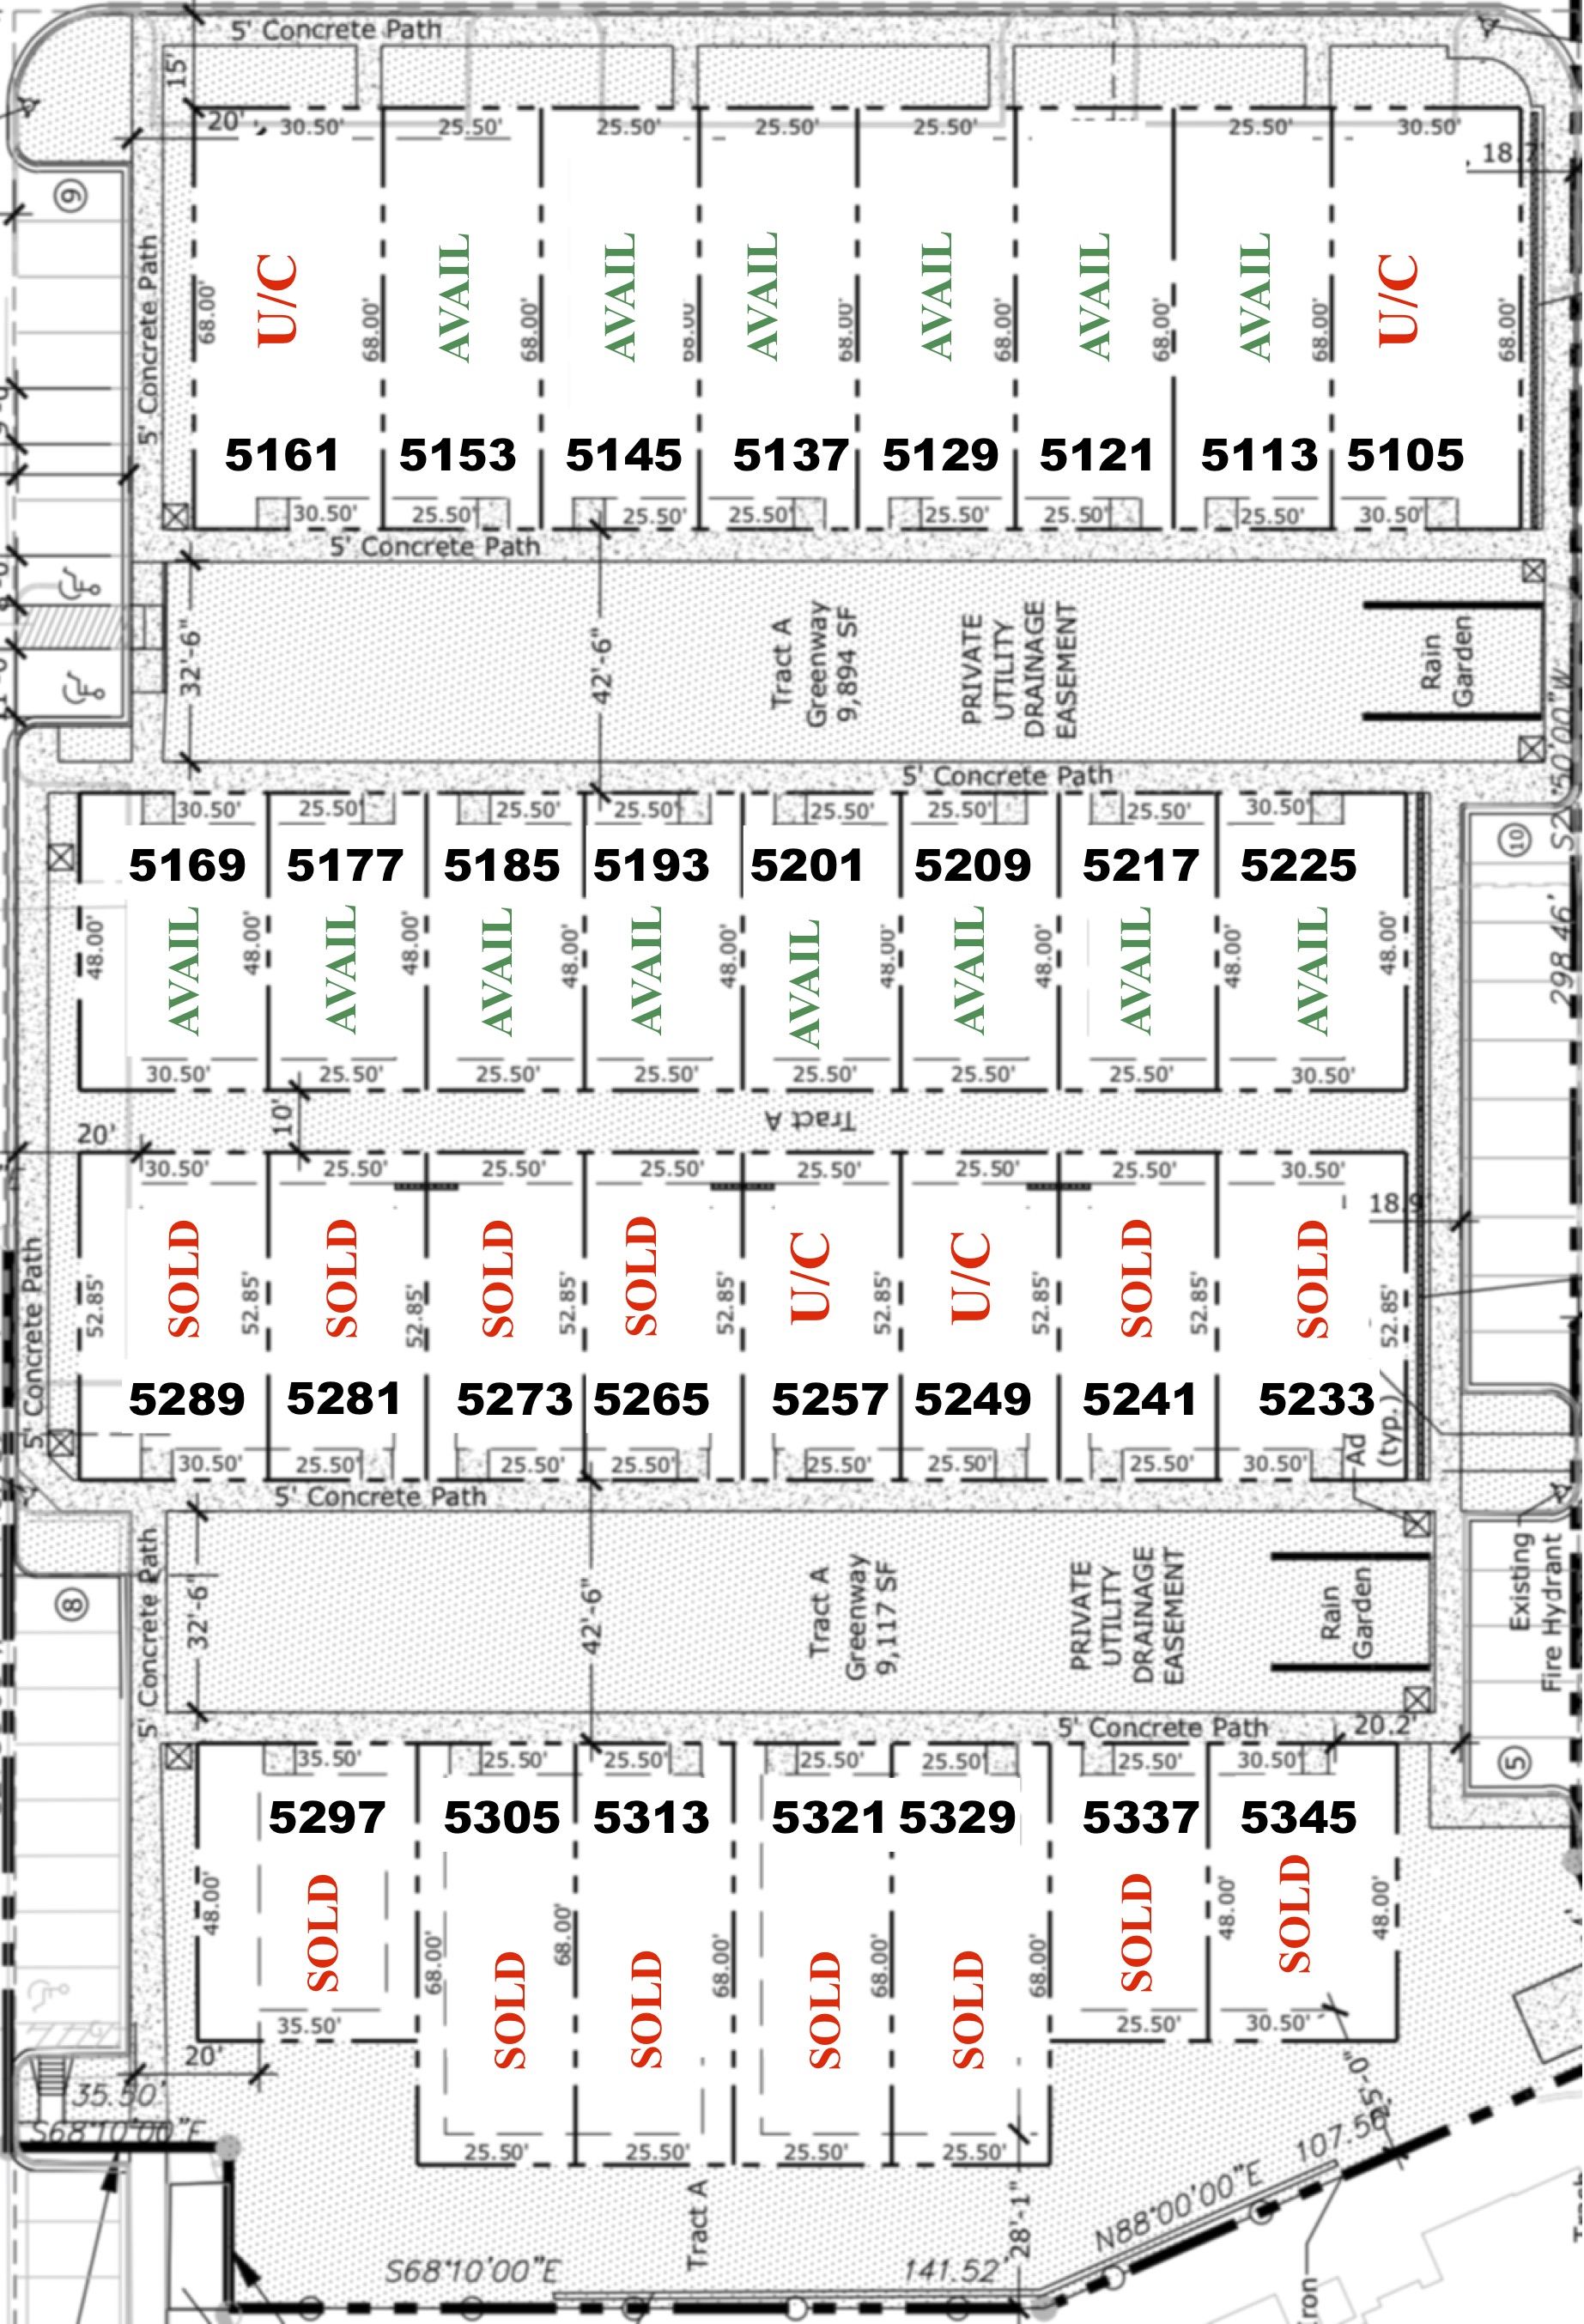 5' Concrete Path
15'
20'
30.50'
25.50'
25.50'
25.50'
25.50'
25.50'
30.50'
18.7'
9
5' Concrete Path
U/C
AVAIL
AVAIL
AVAIL
AVAIL
AVAIL
AVAIL
U/C
68.00'
68.00'
68.00'
68.00'
68.00'
68.00'
68.00'
68.00'
68.00'
5161
5153
5145
5137
5129
5121
5113
5105
30.50'
25.50'
25.50'
25.50'
25.50'
25.50'
25.50'
30.50'
5' Concrete Path
32'-6"
42'-6"
Tract A
Greenway
9,894 SF
PRIVATE
UTILITY
DRAINAGE
EASEMENT
Rain
Garden
5' Concrete Path
30.50'
25.50'
25.50'
25.50'
25.50'
25.50'
25.50'
30.50'
10
5169
5177
5185
5193
5201
5209
5217
5225
AVAIL
AVAIL
AVAIL
AVAIL
AVAIL
AVAIL
AVAIL
AVAIL
48.00'
48.00'
48.00'
48.00'
48.00'
48.00'
48.00'
48.00'
48.00'
298.46'
30.50'
25.50'
25.50'
25.50'
25.50'
25.50'
25.50'
30.50'
20'
10'
Tract A
30.50'
25.50'
25.50'
25.50'
25.50'
25.50'
25.50'
30.50'
18.9'
5' Concrete Path
SOLD
SOLD
SOLD
SOLD
U/C
U/C
SOLD
SOLD
52.85'
52.85'
52.85'
52.85'
52.85'
52.85'
52.85'
52.85'
52.85'
5289
5281
5273
5265
5257
5249
5241
5233
Ad
(typ.)
30.50'
25.50'
25.50'
25.50'
25.50'
25.50'
25.50'
30.50'
5' Concrete Path
8
5' Concrete Path
32'-6"
42'-6"
Tract A
Greenway
9,117 SF
PRIVATE
UTILITY
DRAINAGE
EASEMENT
Rain
Garden
Existing
Fire Hydrant
5' Concrete Path
20.2'
5
35.50'
25.50'
25.50'
25.50'
25.50'
25.50'
30.50'
5297
5305
5313
5321
5329
5337
5345
SOLD
SOLD
SOLD
SOLD
SOLD
SOLD
SOLD
48.00'
68.00'
68.00'
68.00'
68.00'
68.00'
48.00'
48.00'
35.50'
25.50'
30.50'
20'
35.50'
S68°10'00"E
25.50'
25.50'
25.50'
25.50'
107.56'
N88°00'00"E
Tract A
28'-1"
S68°10'00"E
141.52'